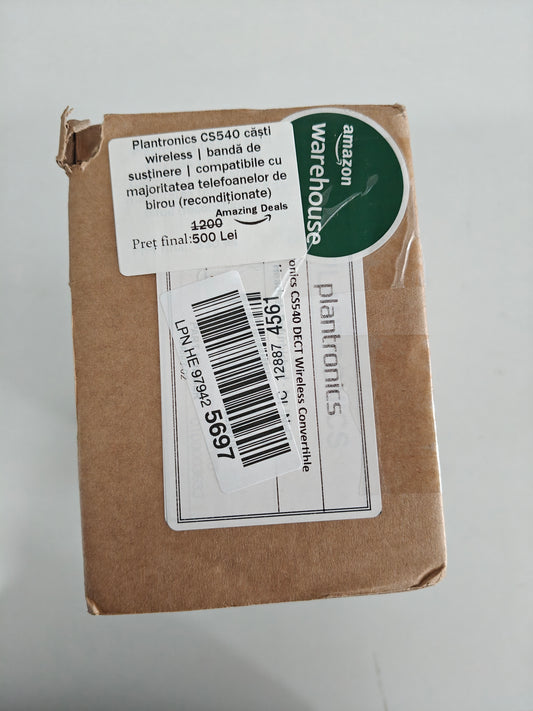 Plantronics CS540 căști
wireless | bandă de
susținere | compatibile cu
majoritatea telefoanelor de
birou (recondiționate)
Amazing Deals
1200
Preț final:500 Lei
amazon
warehouse
plantronics
onics CS540 DECT Wireless Convertible
12887 4561
LPN HE 97942 5697